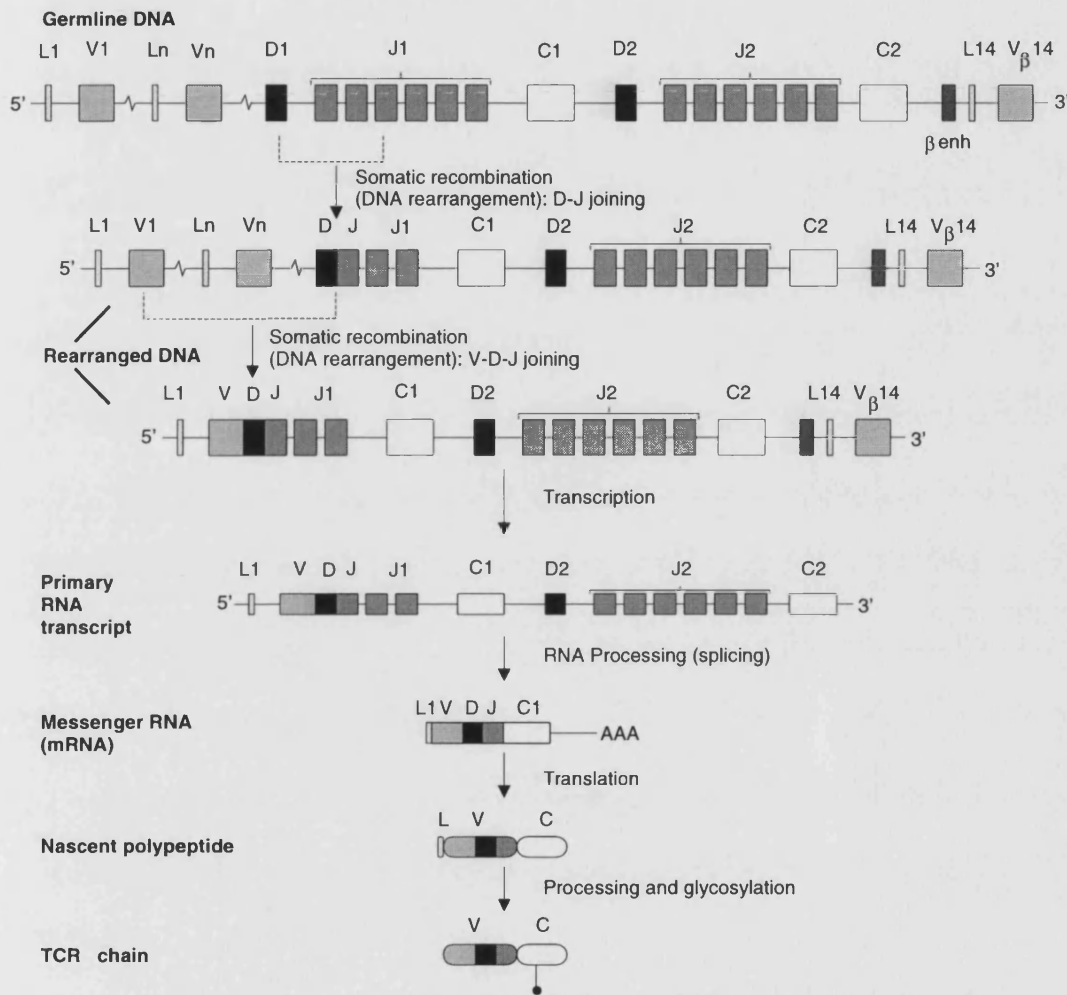 Germline DNA
L1 V1 Ln Vn D1 J1 C1 D2 J2 C2 L14 Vβ14
5' 3'
β enh
Somatic recombination
(DNA rearrangement): D-J joining
L1 V1 Ln Vn D J J1 C1 D2 J2 C2 L14 Vβ14
5' 3'
Somatic recombination
(DNA rearrangement): V-D-J joining
Rearranged DNA
L1 V D J J1 C1 D2 J2 C2 L14 Vβ14
5' 3'
Transcription
L1 V D J J1 C1 D2 J2 C2
Primary
RNA
transcript
5' 3'
RNA Processing (splicing)
L1 V D J C1
Messenger RNA
(mRNA)
AAA
Translation
L V C
Nascent polypeptide
Processing and glycosylation
V C
TCR chain